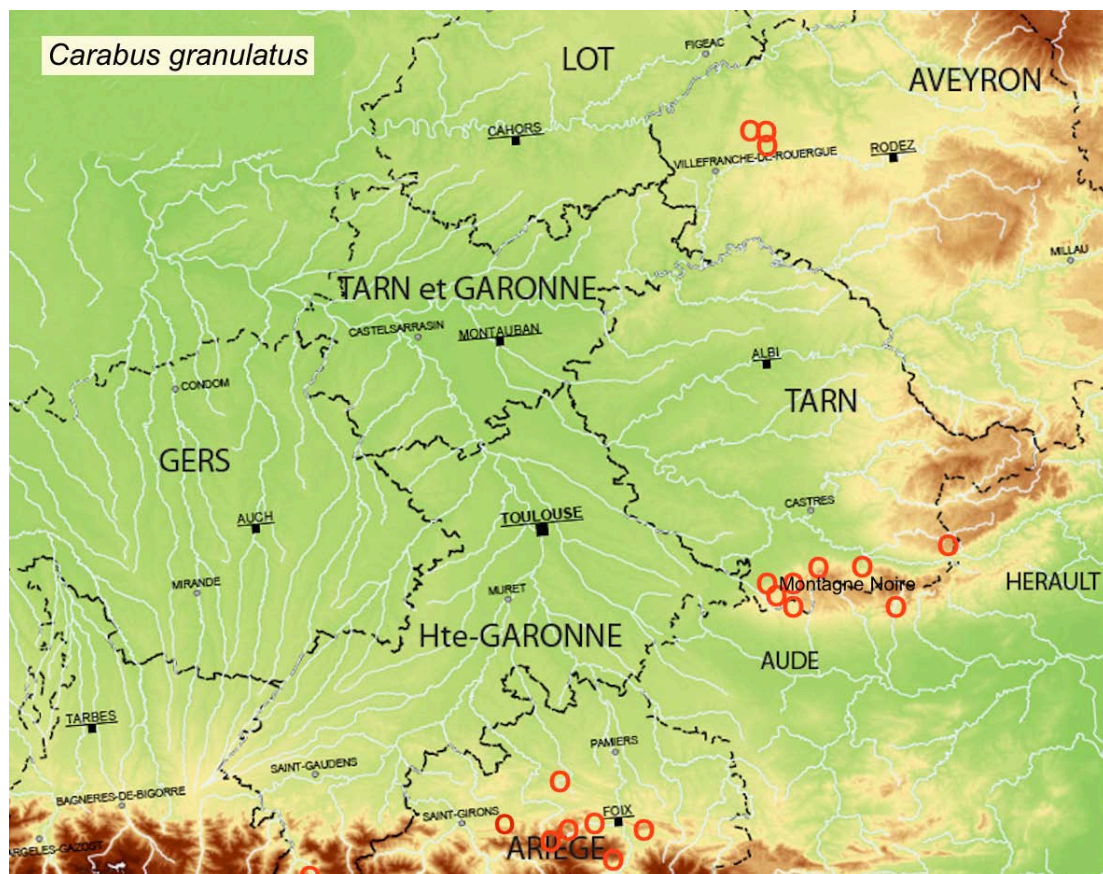 Carabus granulatus
LOT
FIGEAC
AVEYRON
CAHORS
RODEZ
VILLEFRANCHE-DE-ROUERGUE
MILLAU
TARN et GARONNE
CASTELSARRASIN
MONTAUBAN
ALBI
CONDOM
TARN
GERS
CASTRES
AUCH
TOULOUSE
MIRANDE
MURET
Montagne Noire
HERAULT
Hte-GARONNE
AUDE
TARBES
PAMIERS
SAINT-GAUDENS
BAGNERES-DE-BIGORRE
SAINT-GIRONS
FOIX
ARIEGE
ARGELES-GAZOST